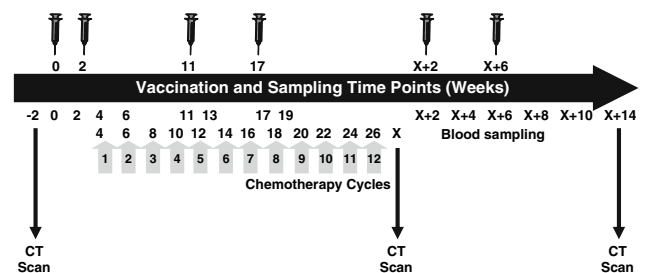 0 2 11 17 X+2 X+6
Vaccination and Sampling Time Points (Weeks)
-2 0 2 4 6 11 13 17 19 X+2 X+4 X+6 X+8 X+10 X+14
4 6 8 10 12 14 16 18 20 22 24 26 X Blood sampling
1 2 3 4 5 6 7 8 9 10 11 12
Chemotherapy Cycles
CT CT CT
Scan Scan Scan